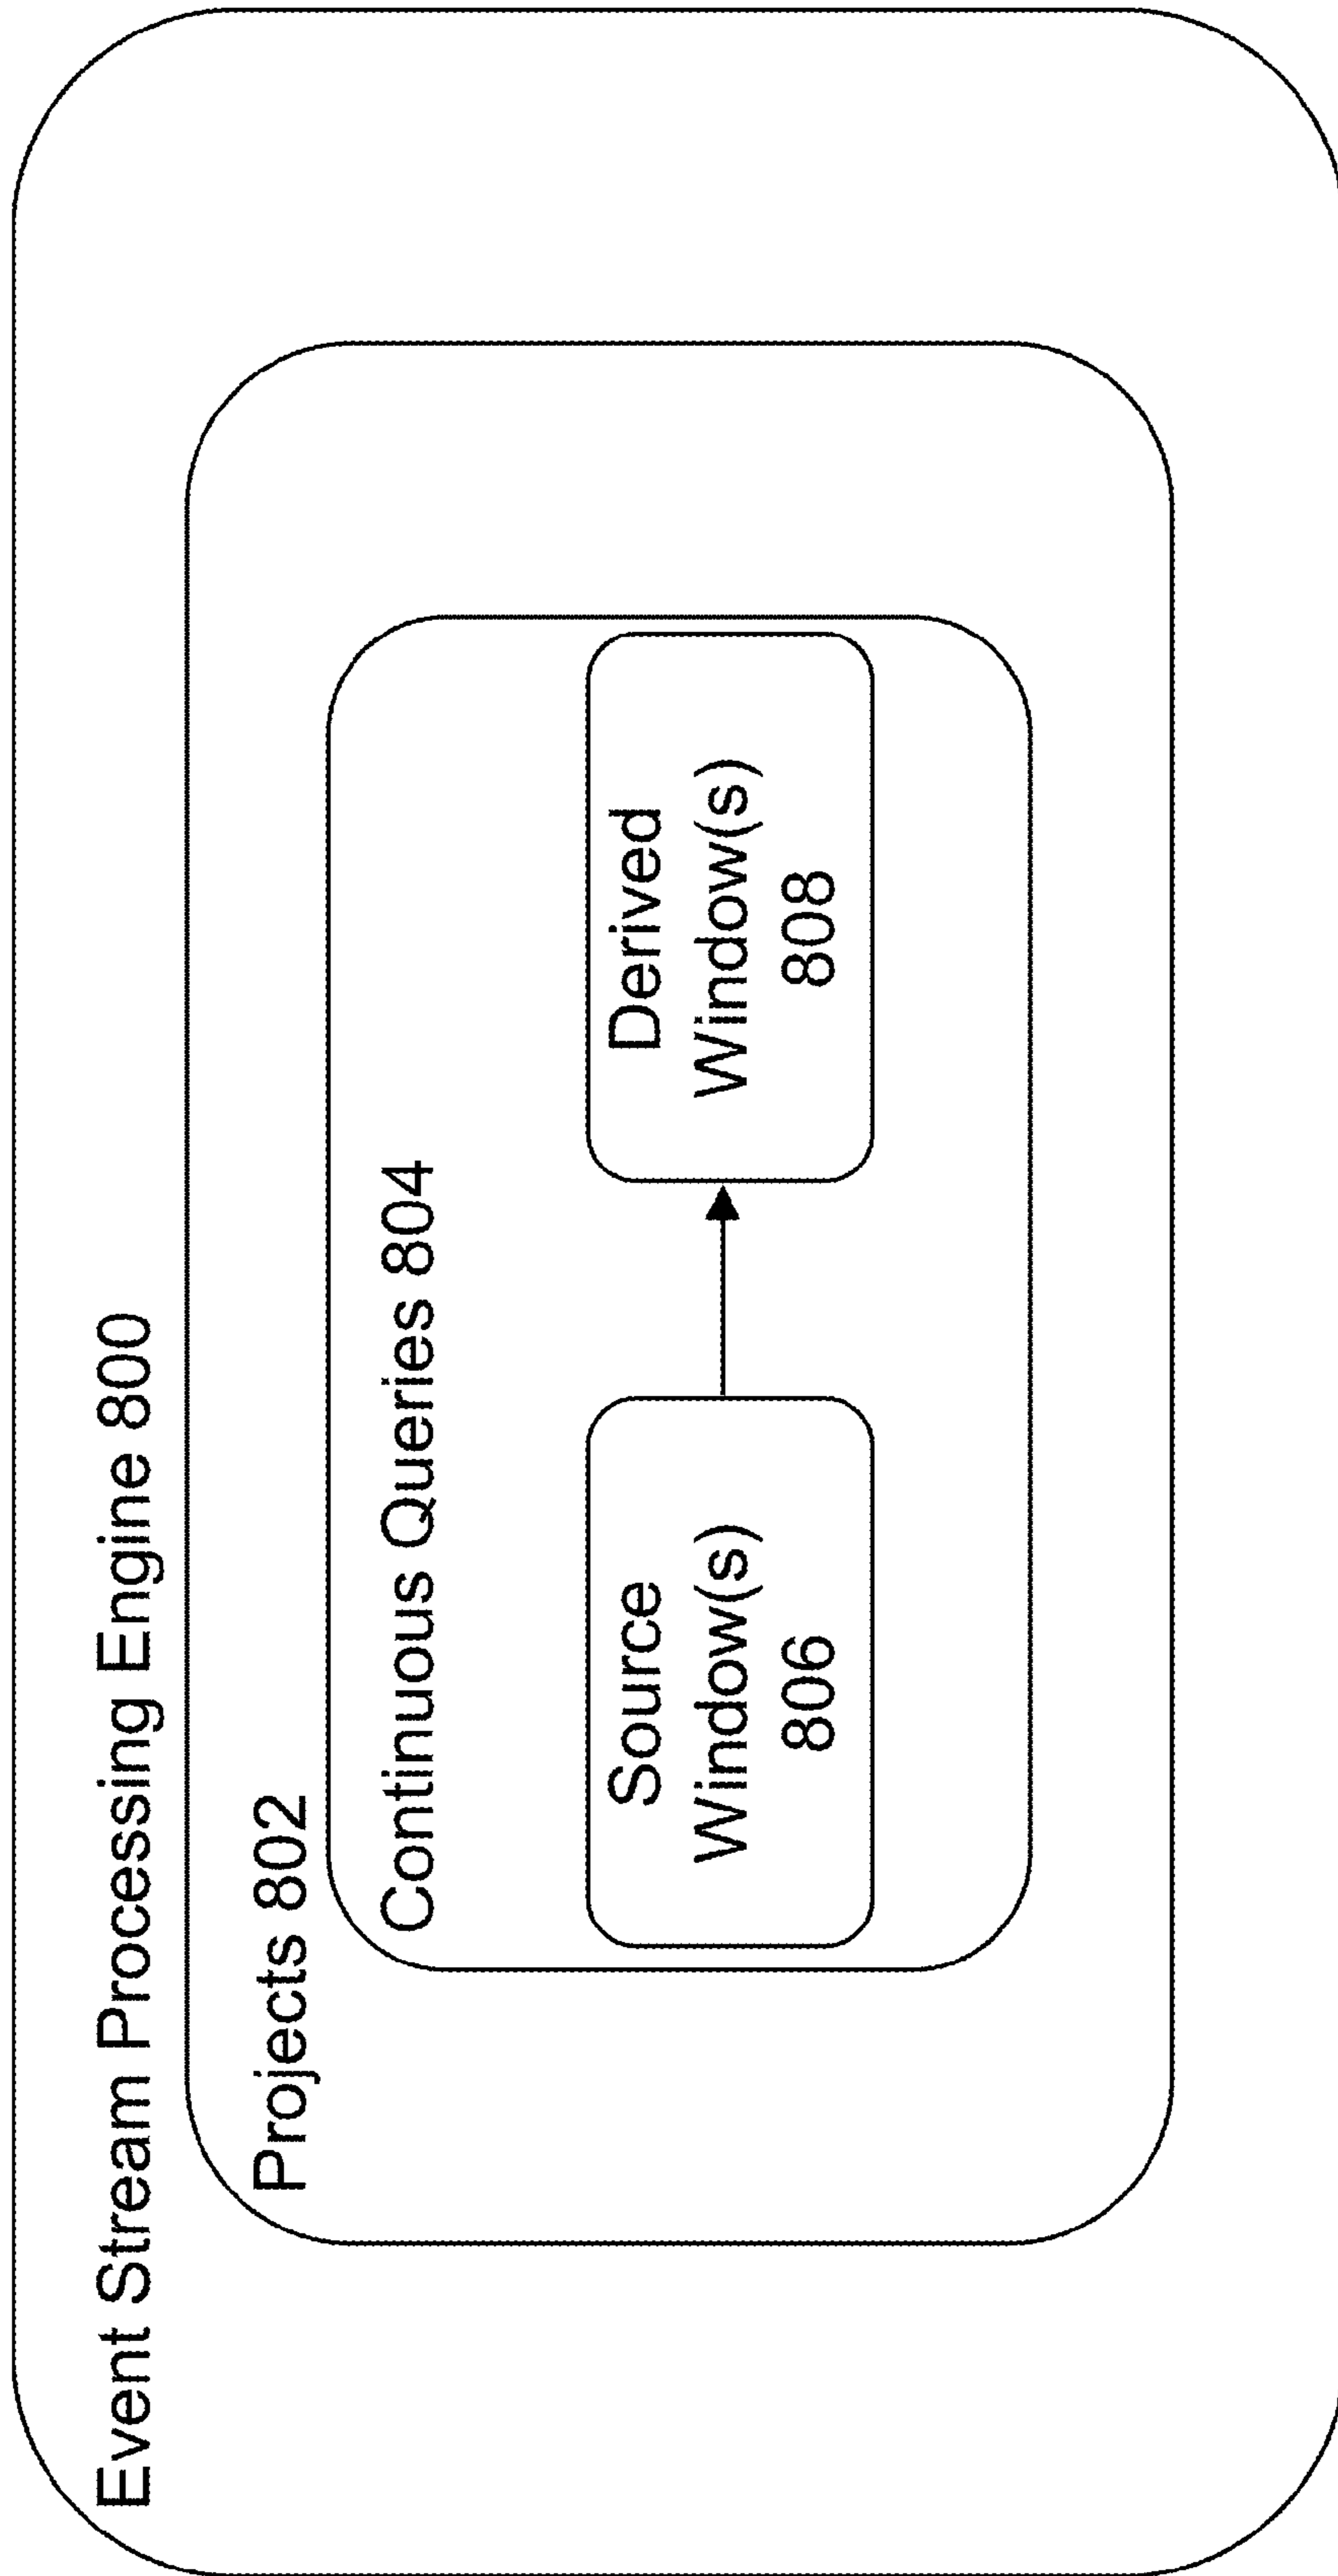 Event Stream Processing Engine 800
Projects 802
Continuous Queries 804
Source
Window(s)
806
Derived
Window(s)
808